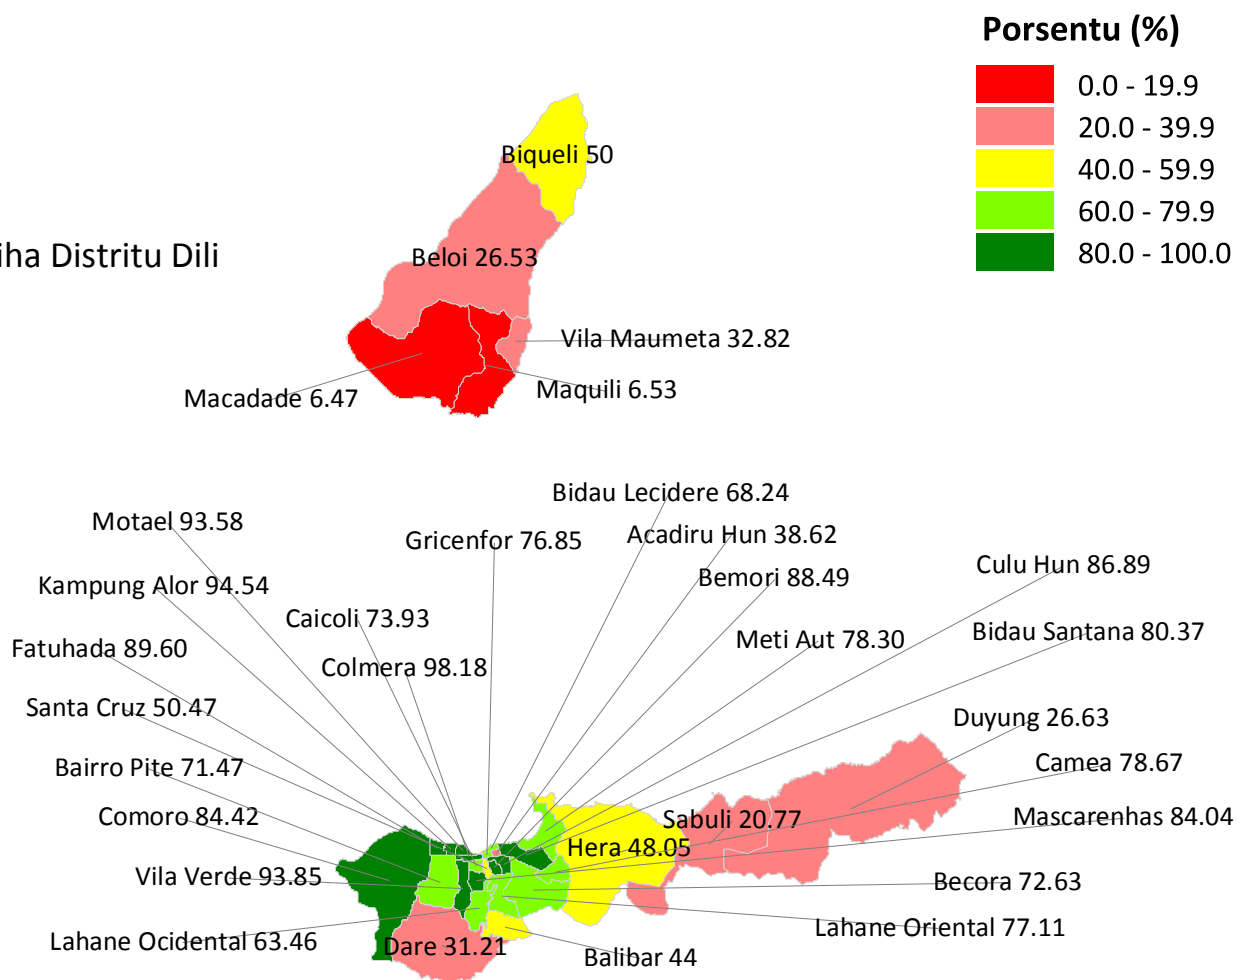 Porsentu (%)
0.0 - 19.9
20.0 - 39.9
40.0 - 59.9
60.0 - 79.9
80.0 - 100.0
Biqueli 50
iha Distritu Dili
Beloi 26.53
Vila Maumeta 32.82
Maquili 6.53
Macadade 6.47
Bidau Lecidere 68.24
Motael 93.58
Gricenfor 76.85
Acadiru Hun 38.62
Culu Hun 86.89
Bemori 88.49
Kampung Alor 94.54
Caicoli 73.93
Bidau Santana 80.37
Meti Aut 78.30
Fatuhada 89.60
Colmera 98.18
Santa Cruz 50.47
Duyung 26.63
Bairro Pite 71.47
Camea 78.67
Comoro 84.42
Sabuli 20.77
Mascarenhas 84.04
Hera 48.05
Vila Verde 93.85
Becora 72.63
Lahane Oriental 77.11
Lahane Ocidental 63.46
Dare 31.21
Balibar 44